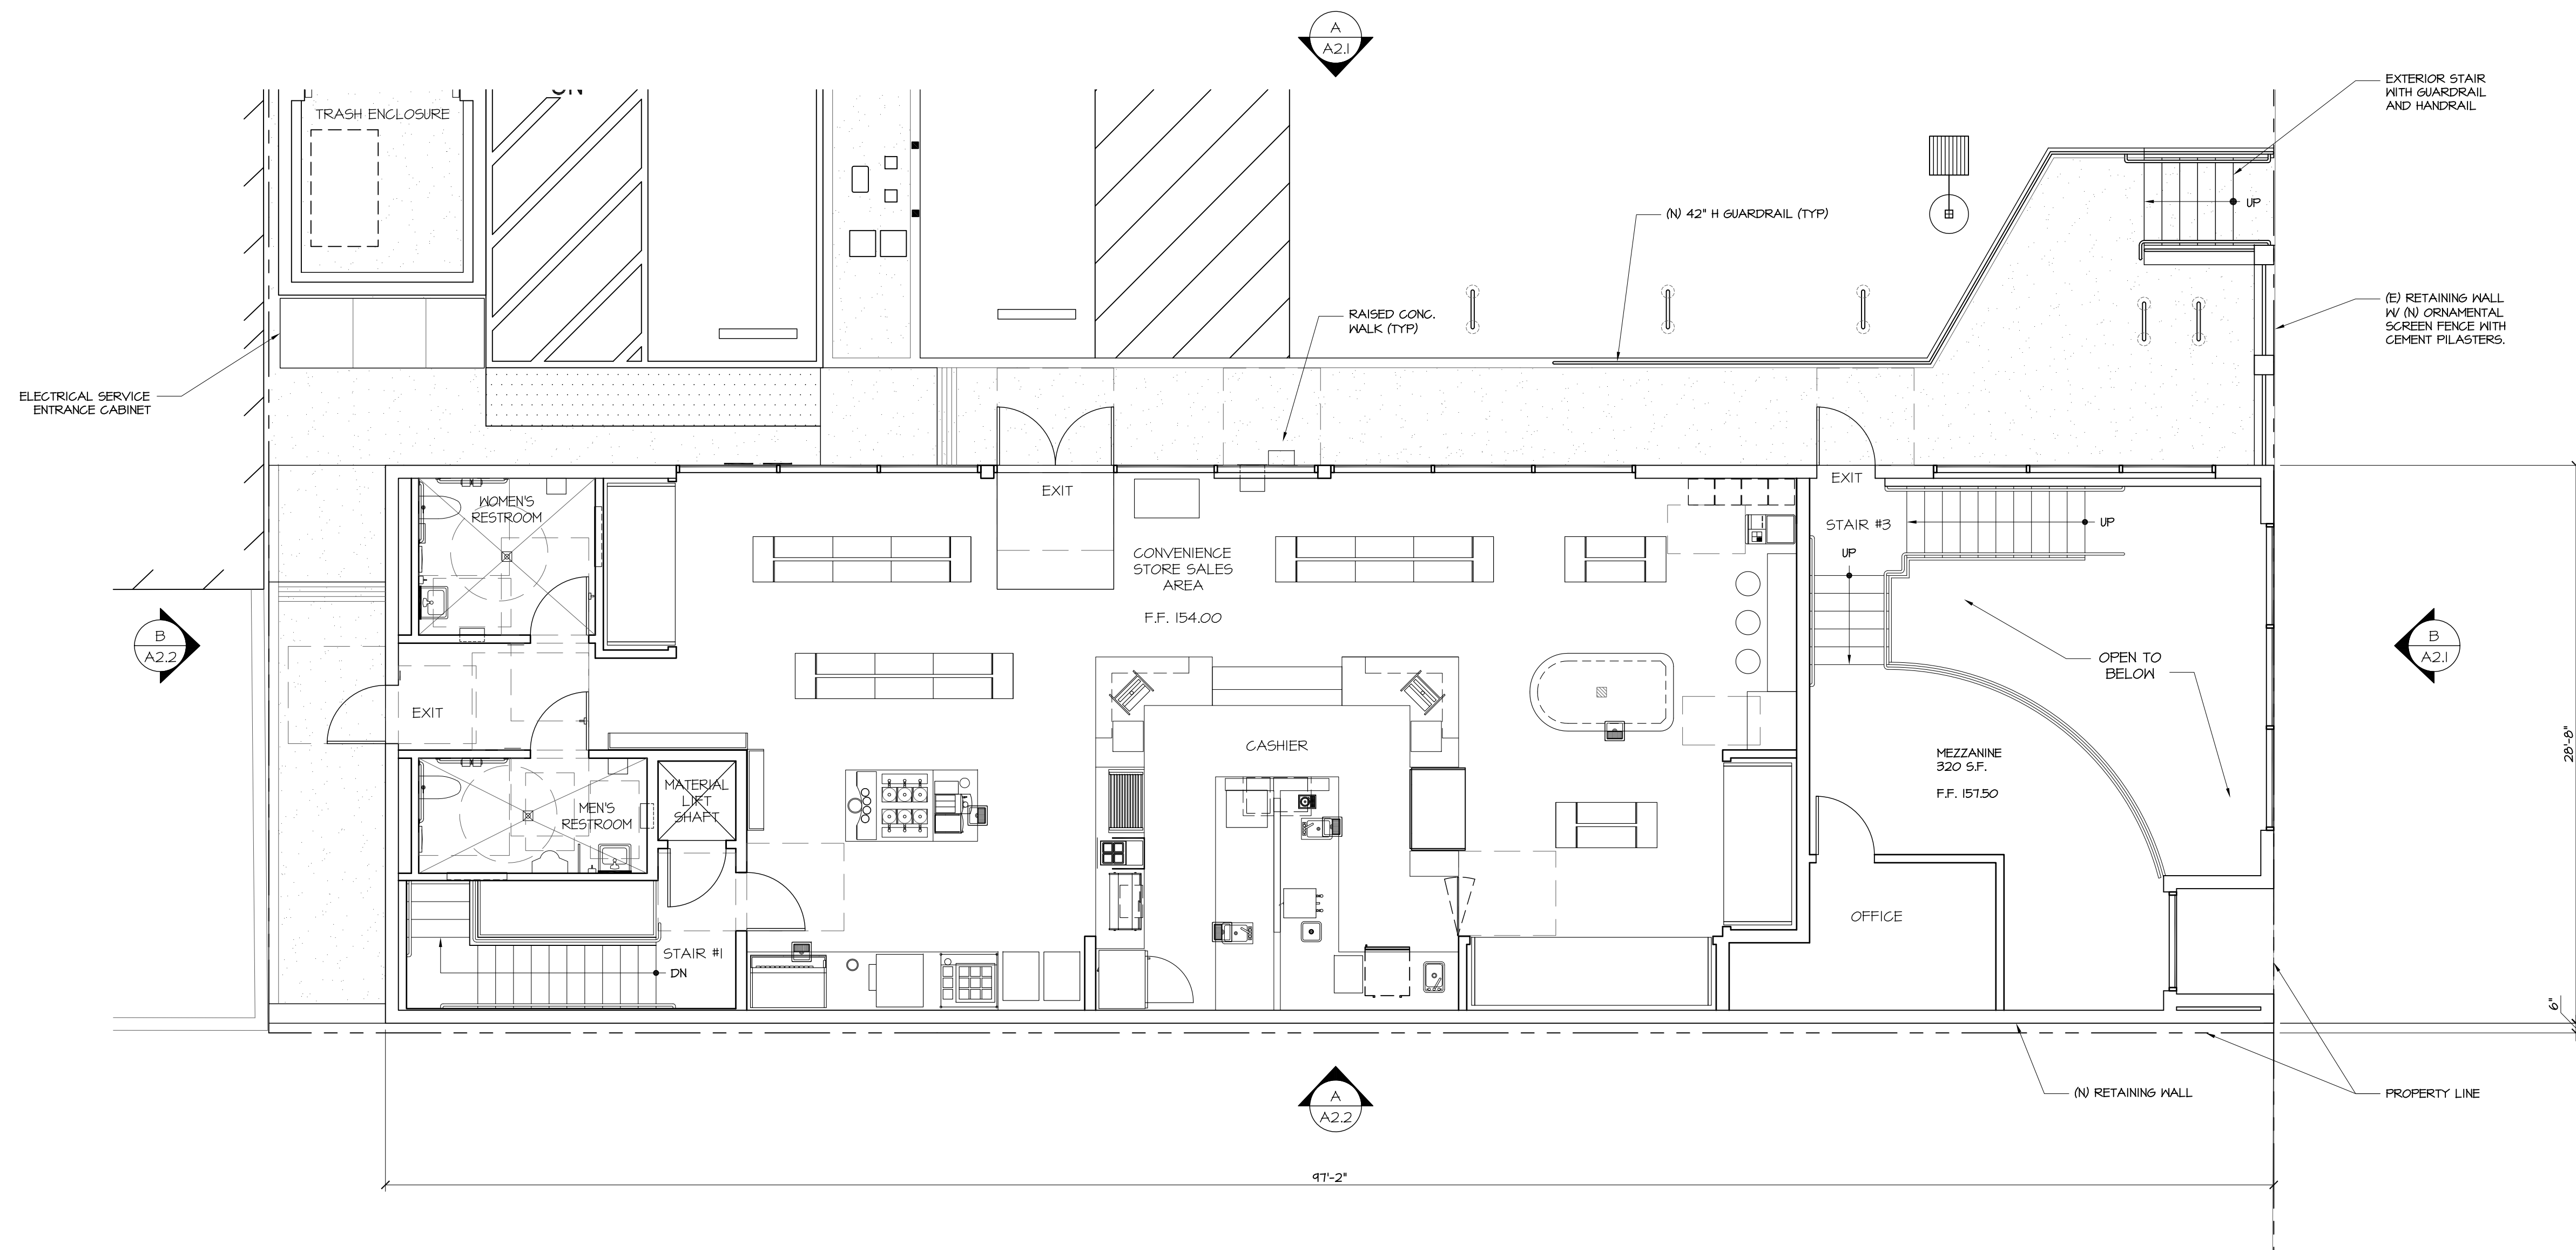 A
A2.1
EXTERIOR STAIR
WITH GUARDRAIL
AND HANDRAIL
TRASH ENCLOSURE
UP
(N) 42" H GUARDRAIL (TYP)
(E) RETAINING WALL
W/ (N) ORNAMENTAL
SCREEN FENCE WITH
CEMENT PILASTERS.
RAISED CONC.
WALK (TYP)
ELECTRICAL SERVICE
ENTRANCE CABINET
WOMEN'S
RESTROOM
EXIT
EXIT
STAIR #3
UP
UP
CONVENIENCE
STORE SALES
AREA
F.F. 154.00
B
A2.2
B
A2.1
OPEN TO
BELOW
EXIT
CASHIER
MEZZANINE
320 S.F.
F.F. 157.50
28'-8"
MATERIAL
LIFT
SHAFT
MEN'S
RESTROOM
OFFICE
STAIR #1
DN
6"
A
A2.2
(N) RETAINING WALL
PROPERTY LINE
97'-2"